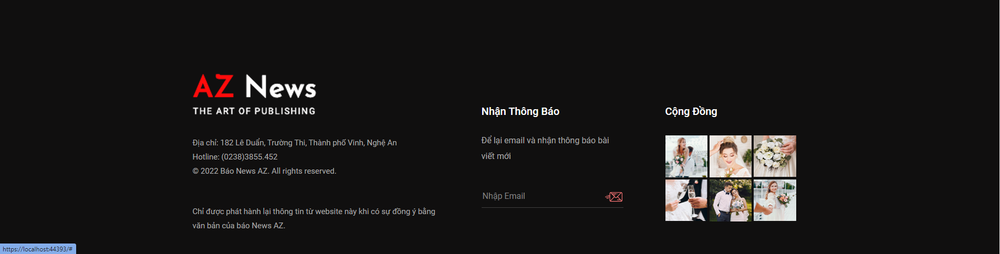 AZ News
THE ART OF PUBLISHING
Địa chỉ: 182 Lê Duẩn, Trường Thi, Thành phố Vinh, Nghệ An
Hotline: (0238)3855.452
© 2022 Báo News AZ. All rights reserved.
Chỉ được phát hành lại thông tin từ website này khi có sự đồng ý bằng
văn bản của báo News AZ.
Nhận Thông Báo
Để lại email và nhận thông báo bài
viết mới
Nhập Email
Cộng Đồng
https://localhost:44393/#